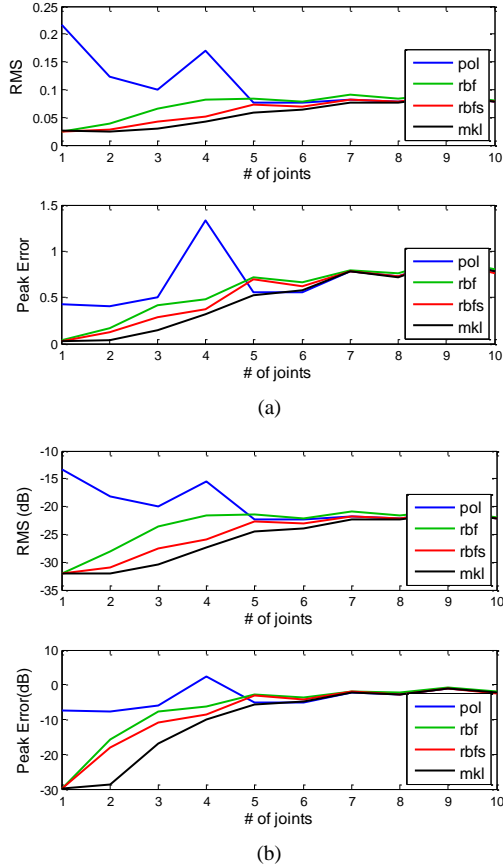 0.25
0.2
0.15
0.1
0.05
0
RMS
pol
rbf
rbfs
mkl
1 2 3 4 5 6 7 8 9 10
# of joints
1.5
1
0.5
0
Peak Error
pol
rbf
rbfs
mkl
1 2 3 4 5 6 7 8 9 10
# of joints
(a)
-10
-15
-20
-25
-30
-35
RMS (dB)
pol
rbf
rbfs
mkl
1 2 3 4 5 6 7 8 9 10
# of joints
10
0
-10
-20
-30
Peak Error(dB)
pol
rbf
rbfs
mkl
1 2 3 4 5 6 7 8 9 10
# of joints
(b)